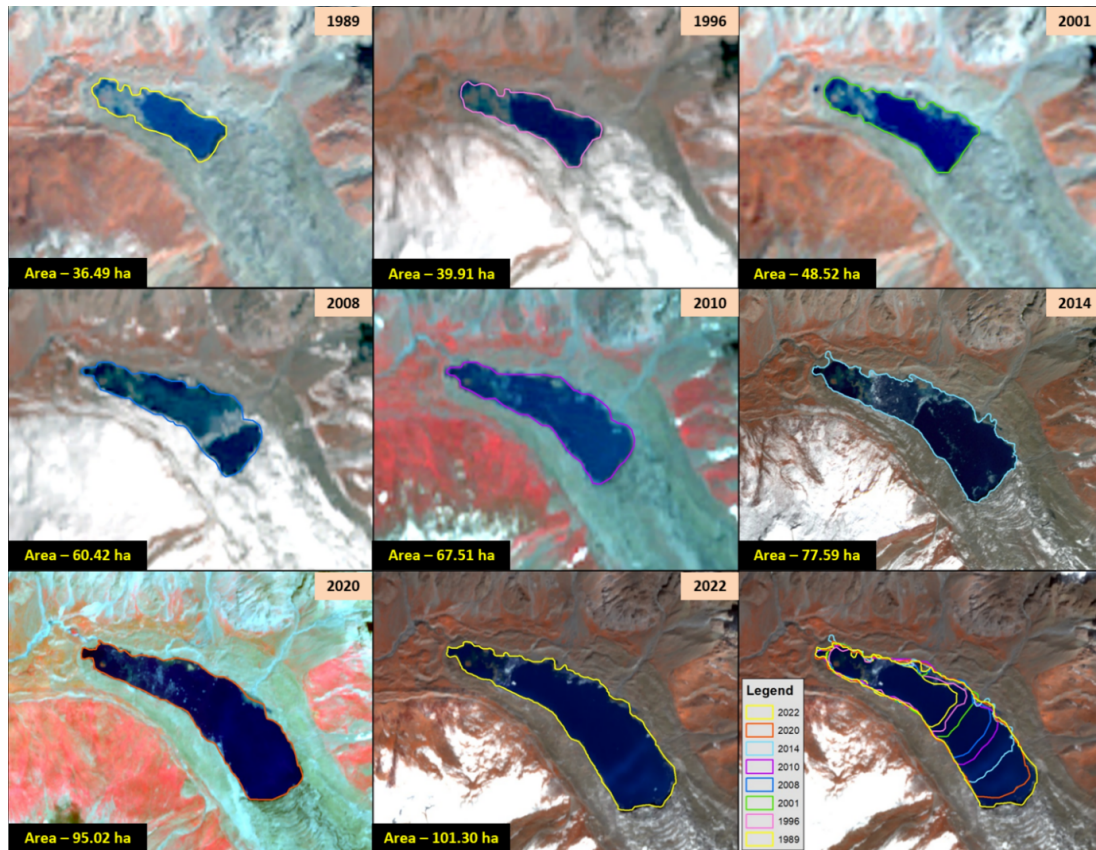 1989
Area – 36.49 ha
1996
Area – 39.91 ha
2001
Area – 48.52 ha
2008
Area – 60.42 ha
2010
Area – 67.51 ha
2014
Area – 77.59 ha
2020
Area – 95.02 ha
2022
Area – 101.30 ha
Legend
2022
2020
2014
2010
2008
2001
1996
1989